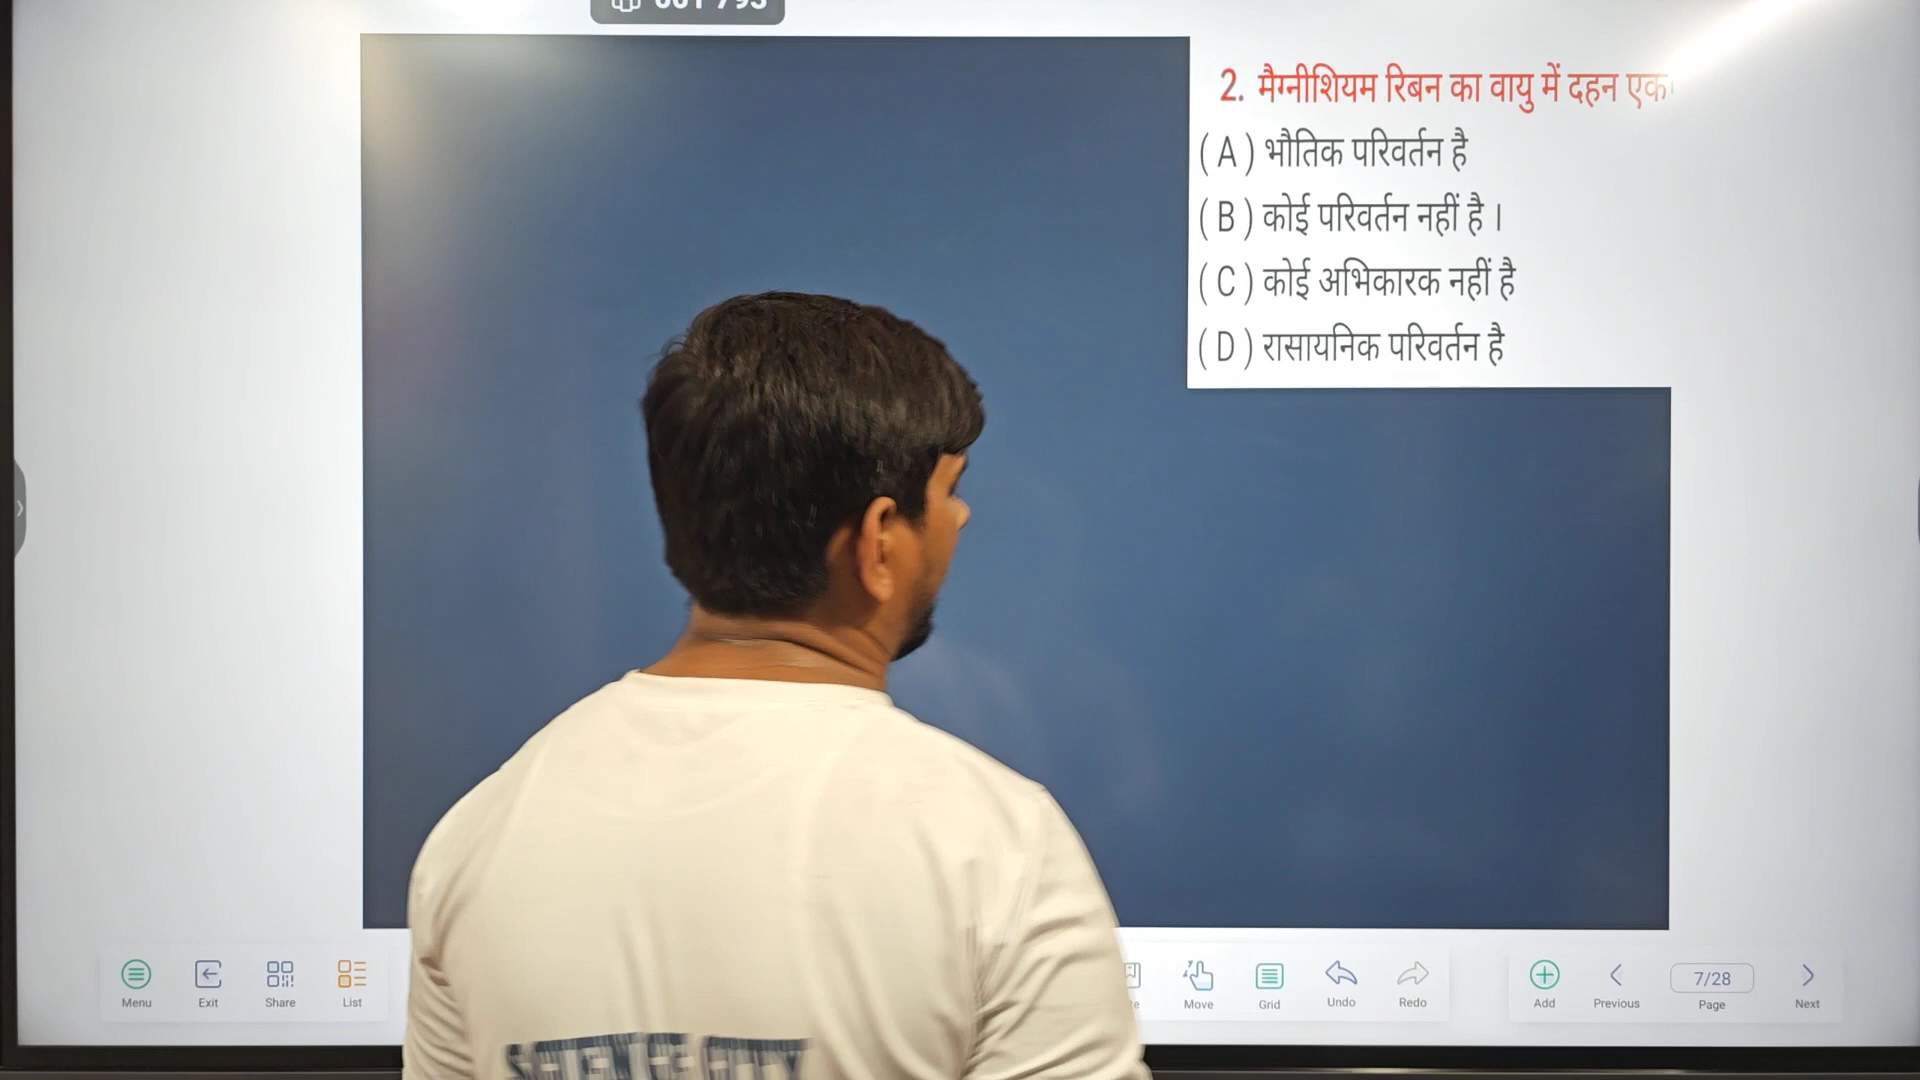 2. मैग्नीशियम रिबन का वायु में दहन एक
( A ) भौतिक परिवर्तन है
( B ) कोई परिवर्तन नहीं है ।
( C ) कोई अभिकारक नहीं है
( D ) रासायनिक परिवर्तन है
Menu Exit Share List Move Grid Undo Redo Add Previous 7/28 Page Next